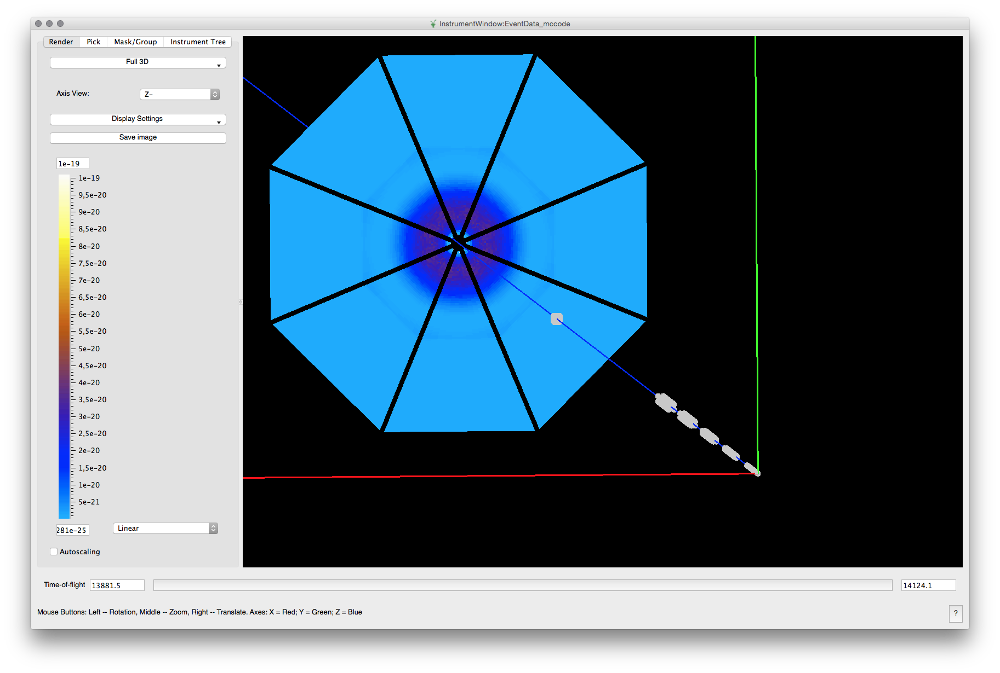 InstrumentWindow:EventData_mccode
Render Pick Mask/Group Instrument Tree
Full 3D
Axis View: Z-
Display Settings
Save image
1e-19
1e-19
9,5e-20
9e-20
8,5e-20
8e-20
7,5e-20
7e-20
6,5e-20
6e-20
5,5e-20
5e-20
4,5e-20
4e-20
3,5e-20
3e-20
2,5e-20
2e-20
1,5e-20
1e-20
5e-21
281e-25 Linear
Autoscaling
Time-of-flight 13881.5 14124.1
Mouse Buttons: Left -- Rotation, Middle -- Zoom, Right -- Translate. Axes: X = Red; Y = Green; Z = Blue ?